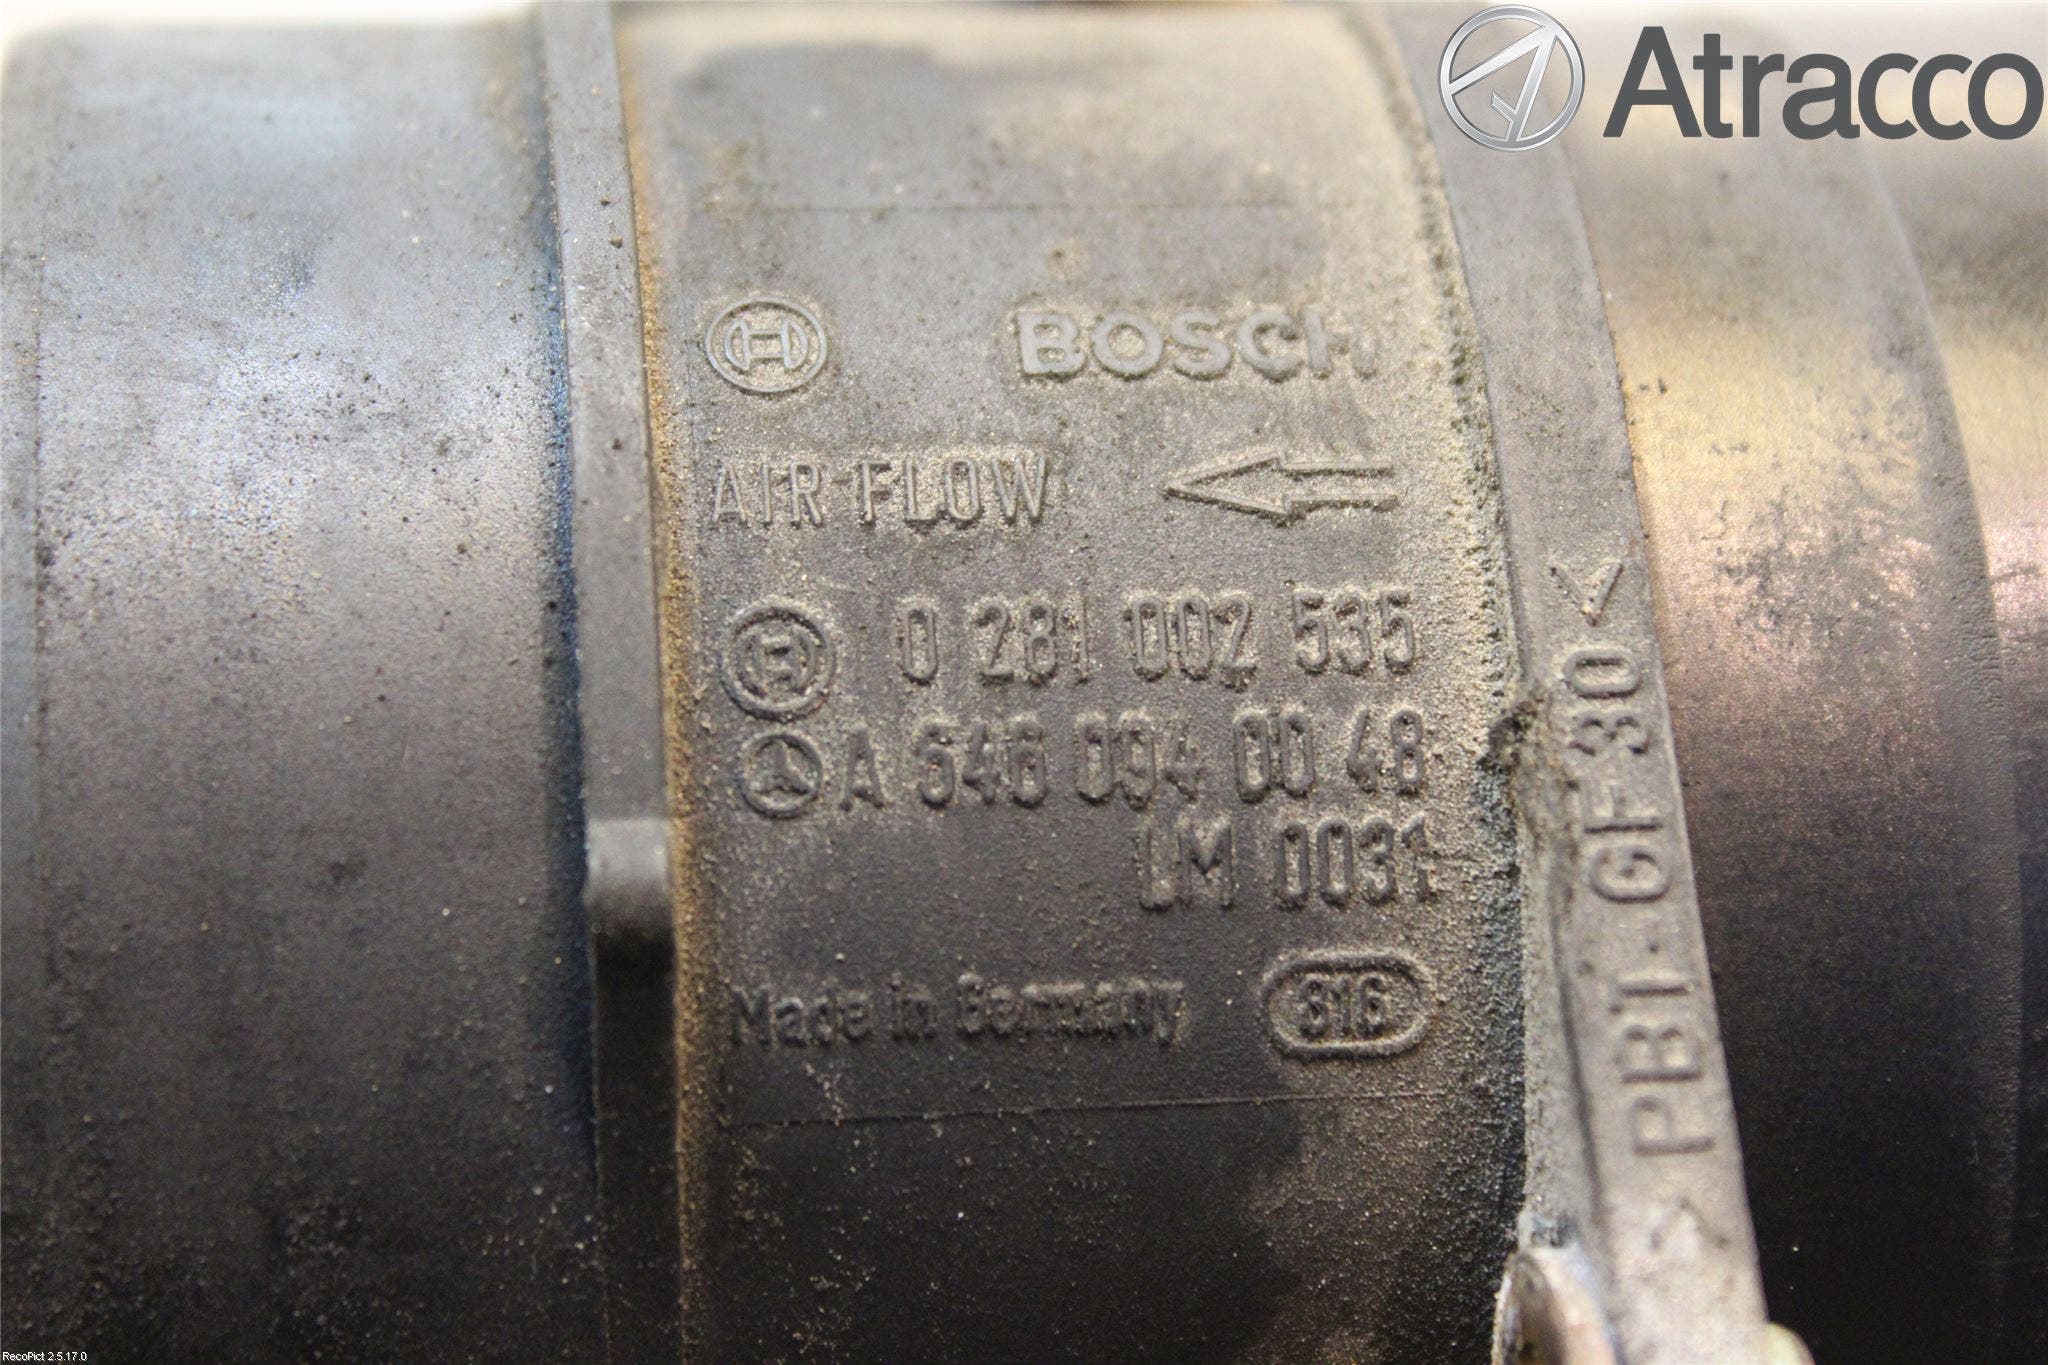 Atracco
BOSCH
AIR FLOW
0 281 002 535
A 646 094 00 48
LM 0031
Made in Germany 816
>PBT-GF30<
RecoPict 2.5.17.0